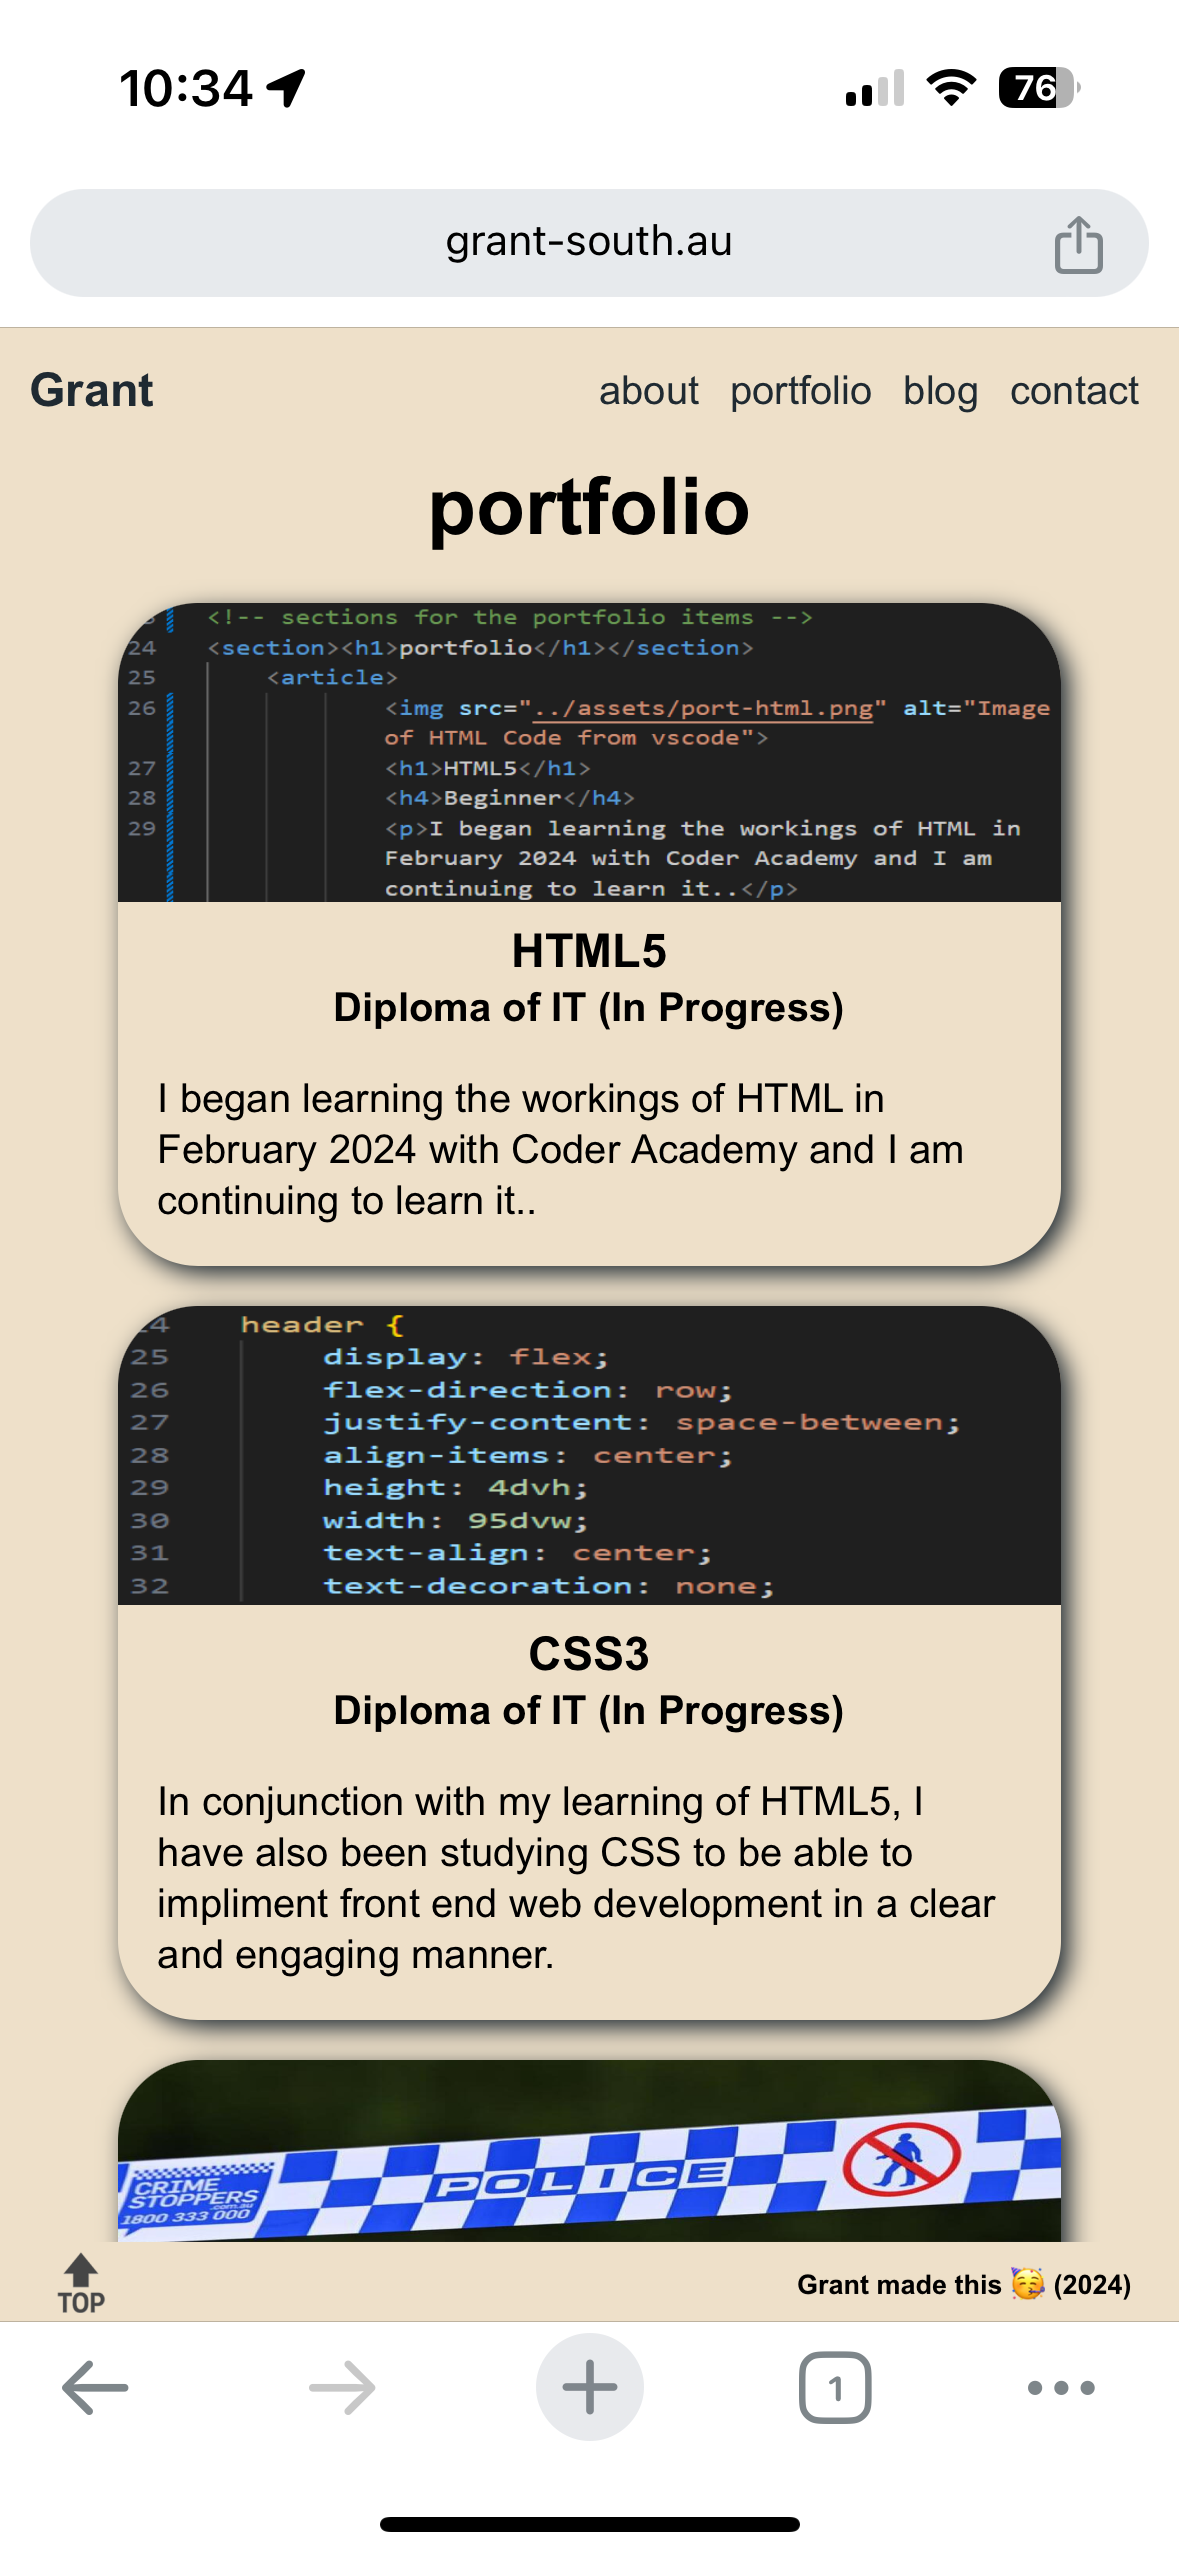 10:34
76
grant-south.au
Grant
about portfolio blog contact
portfolio
<!-- sections for the portfolio items -->
24 <section><h1>portfolio</h1></section>
25 <article>
26 <img src="../assets/port-html.png" alt="Image
of HTML Code from vscode">
27 <h1>HTML5</h1>
28 <h4>Beginner</h4>
29 <p>I began learning the workings of HTML in
February 2024 with Coder Academy and I am
continuing to learn it..</p>
HTML5
Diploma of IT (In Progress)
I began learning the workings of HTML in
February 2024 with Coder Academy and I am
continuing to learn it..
24 header {
25 display: flex;
26 flex-direction: row;
27 justify-content: space-between;
28 align-items: center;
29 height: 4dvh;
30 width: 95dvw;
31 text-align: center;
32 text-decoration: none;
CSS3
Diploma of IT (In Progress)
In conjunction with my learning of HTML5, I
have also been studying CSS to be able to
impliment front end web development in a clear
and engaging manner.
CRIME
STOPPERS
.com.au
1800 333 000
POLICE
TOP
Grant made this 🥳 (2024)
1